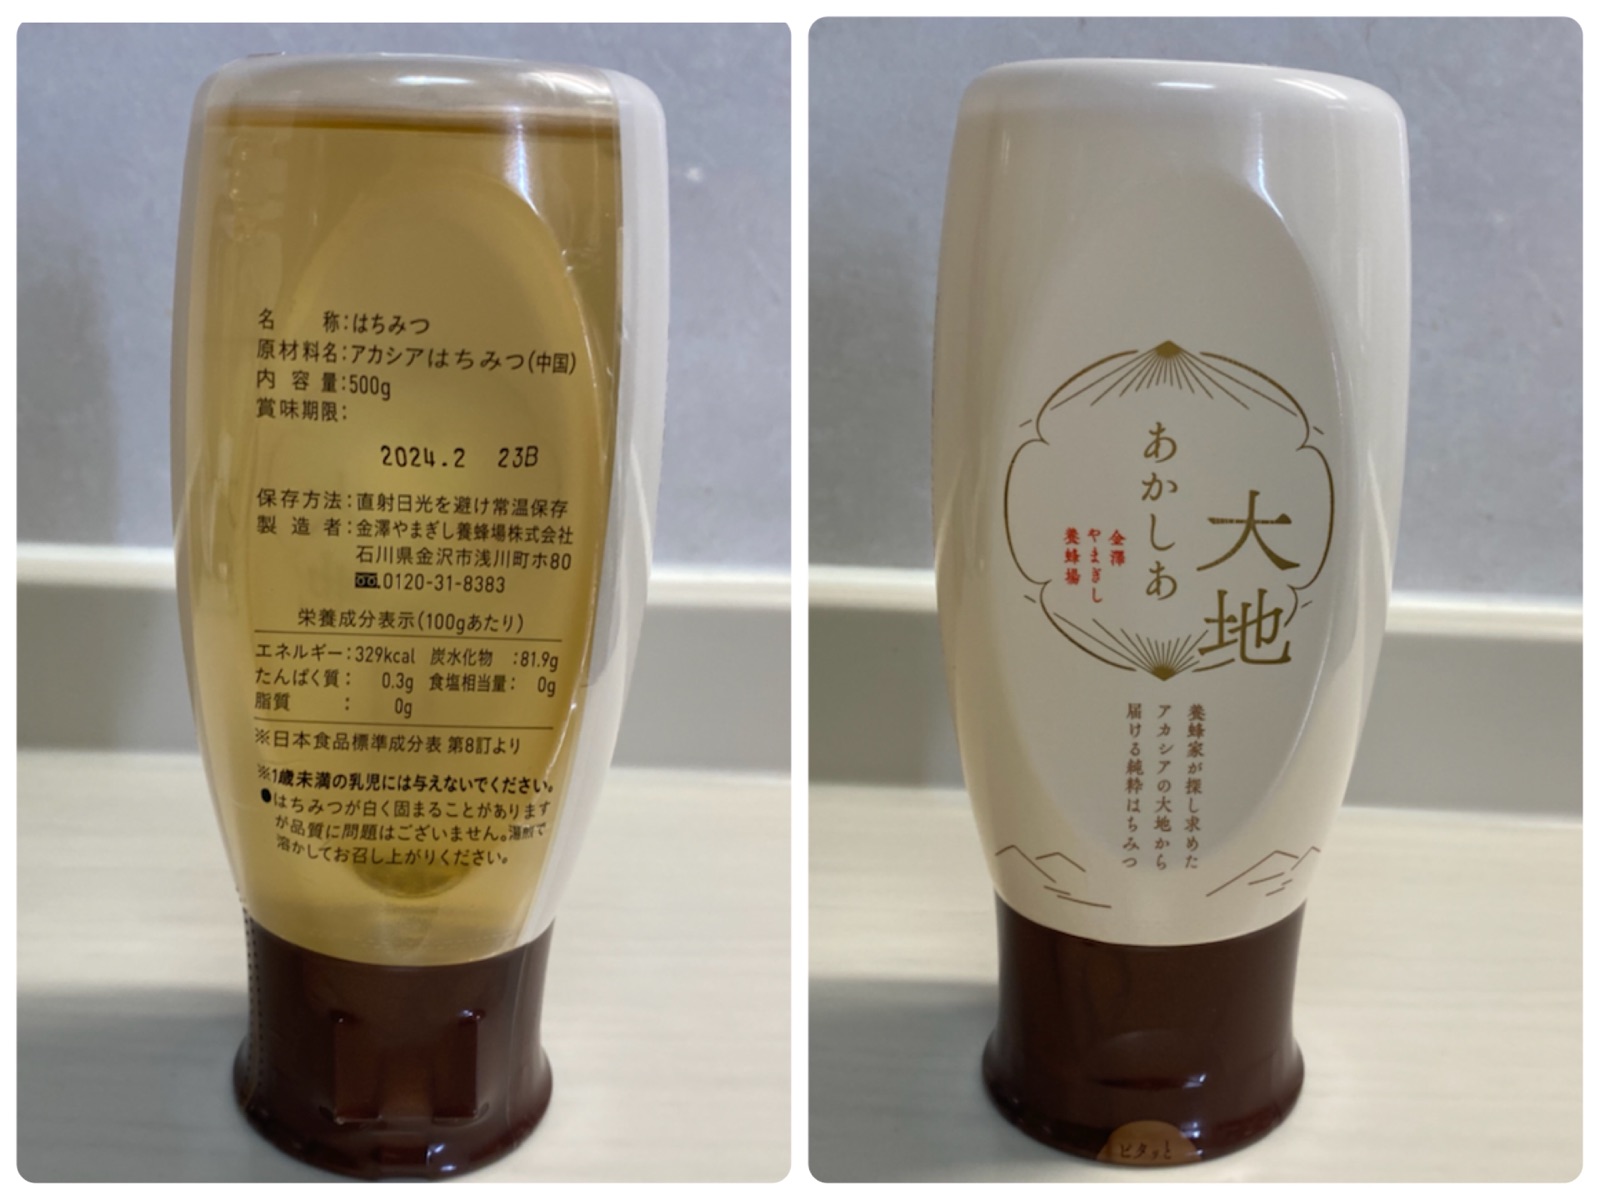 名　称：はちみつ
原材料名：アカシアはちみつ(中国)
内容量：500g
賞味期限：
2024.2 23B
保存方法：直射日光を避け常温保存
製造者：金澤やまぎし養蜂場株式会社
石川県金沢市浅川町ホ80
0120-31-8383
栄養成分表示(100gあたり)
エネルギー：329kcal 炭水化物：81.9g
たんぱく質：0.3g 食塩相当量：0g
脂質：0g
※日本食品標準成分表 第8訂より
※1歳未満の乳児には与えないでください。
●はちみつが白く固まることがあります
が品質に問題はございません。湯煎で
溶かしてお召し上がりください。
大地
あかしあ
金澤
やまぎし
養蜂場
養蜂家が探し求めた
アカシアの大地から
届ける純粋はちみつ
ピタッと